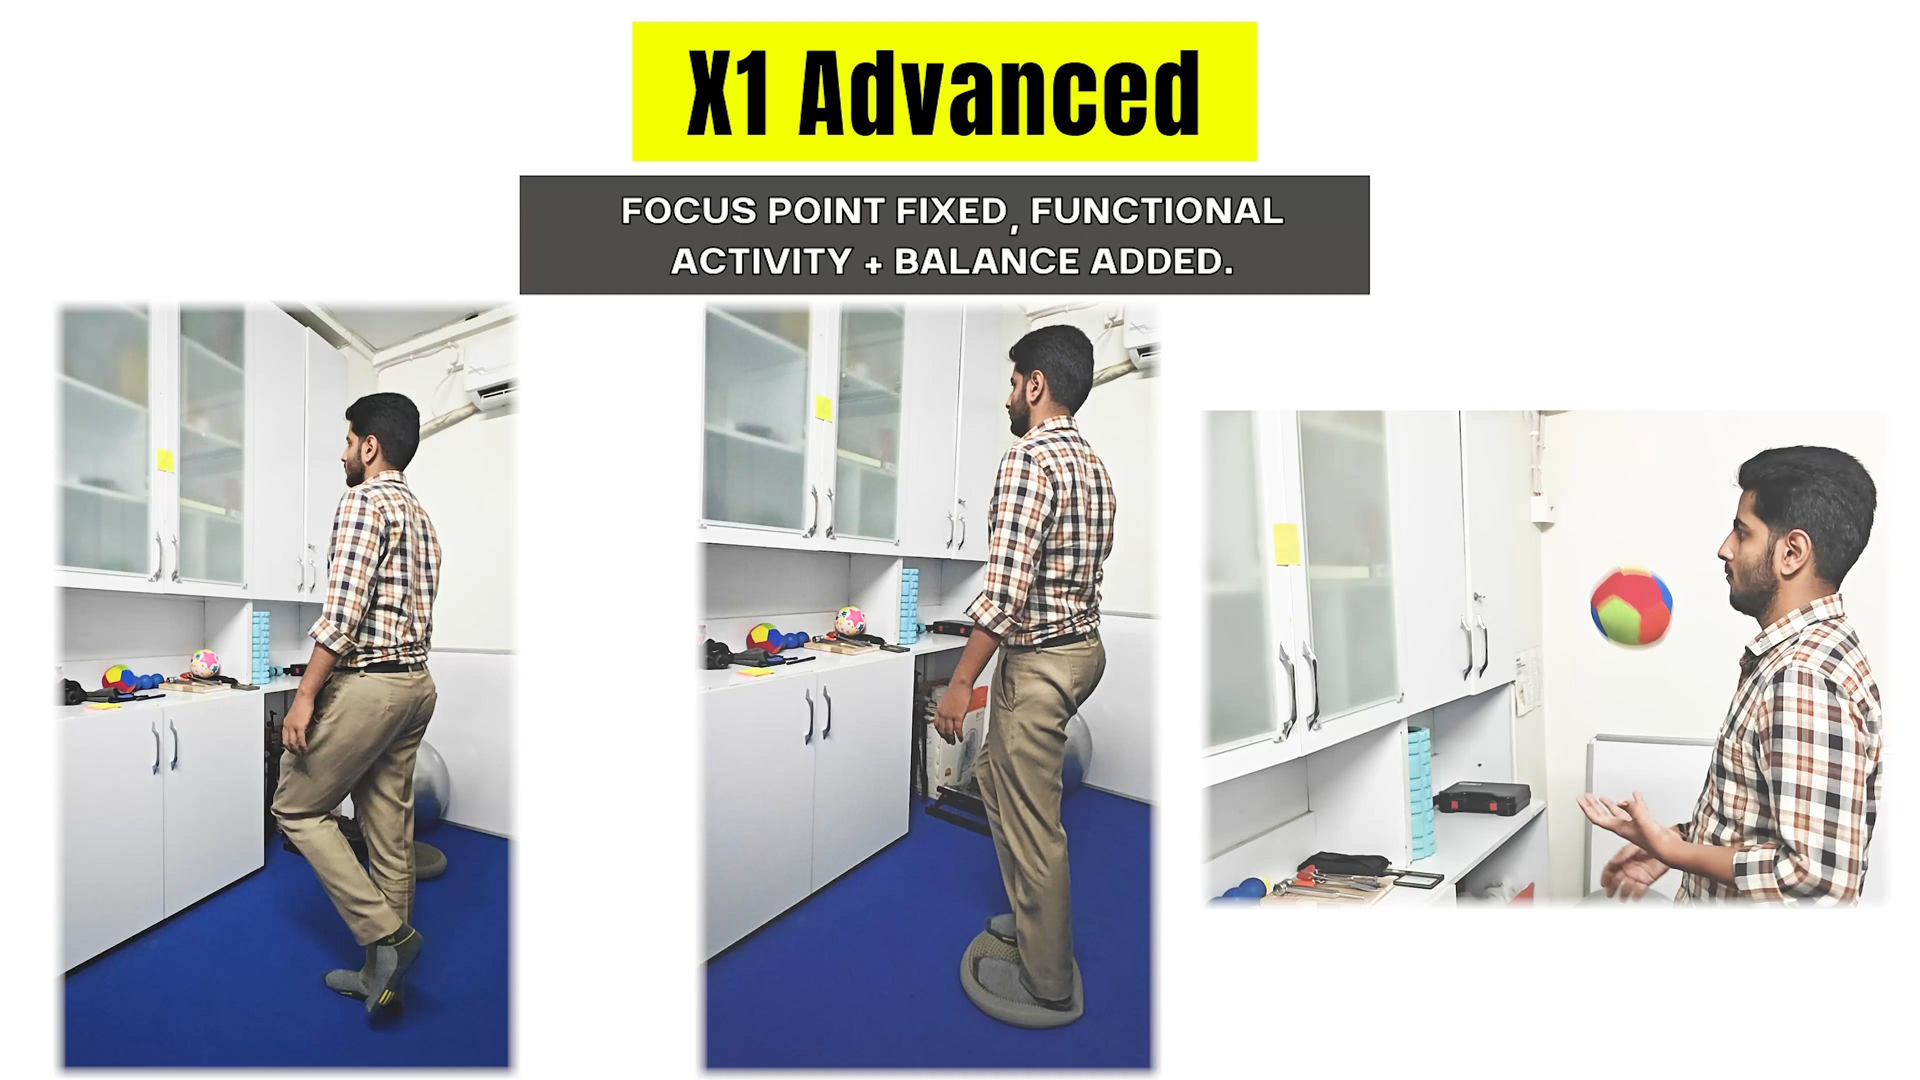 X1 Advanced
FOCUS POINT FIXED, FUNCTIONAL
ACTIVITY + BALANCE ADDED.